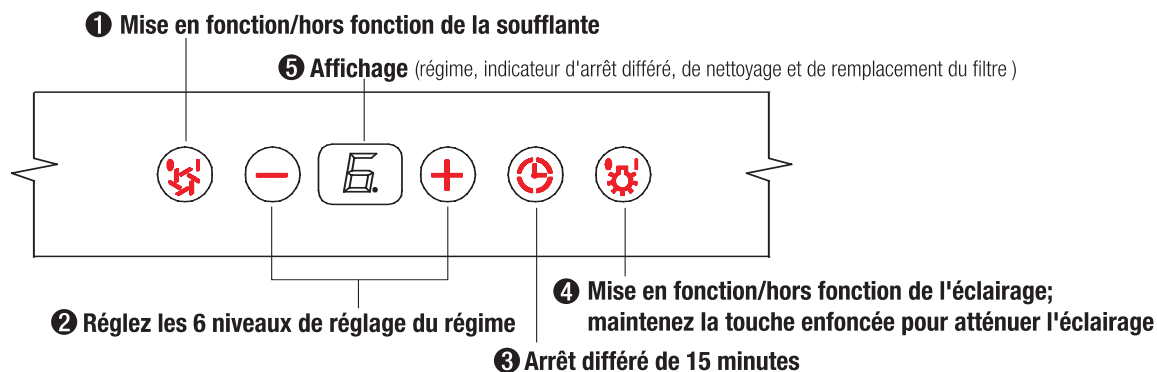 ❶ Mise en fonction/hors fonction de la soufflante
❺ Affichage (régime, indicateur d'arrêt différé, de nettoyage et de remplacement du filtre )
6.
❷ Réglez les 6 niveaux de réglage du régime
❹ Mise en fonction/hors fonction de l'éclairage;
maintenez la touche enfoncée pour atténuer l'éclairage
❸ Arrêt différé de 15 minutes